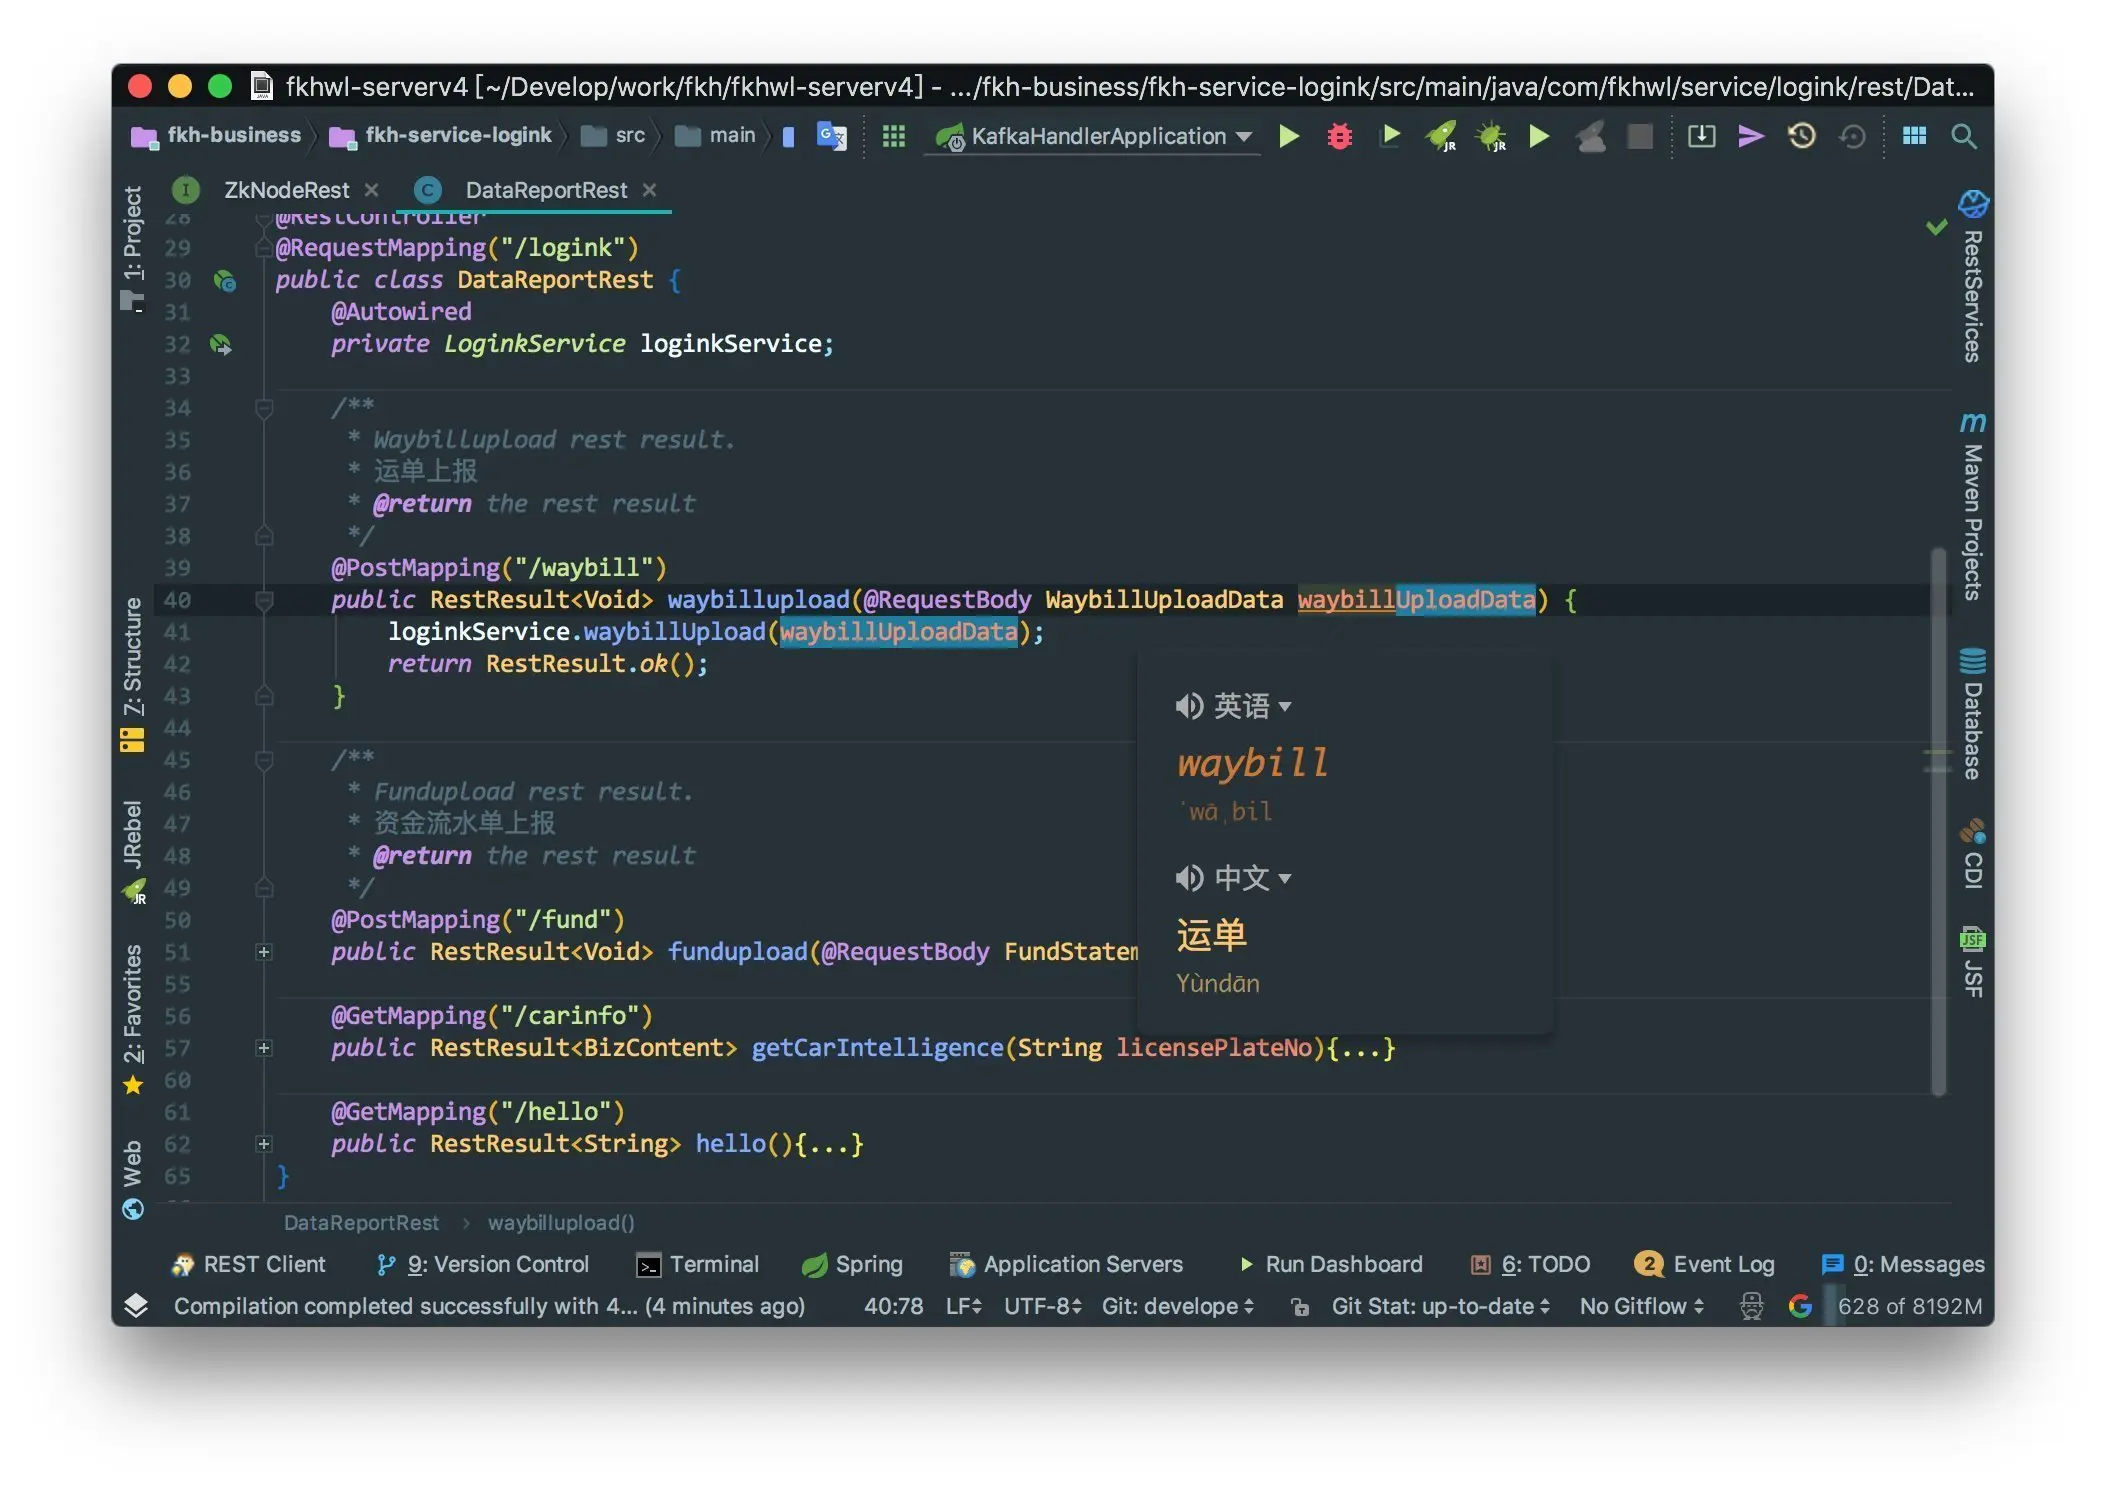 fkhwl-serverv4 [~/Develop/work/fkh/fkhwl-serverv4] - .../fkh-business/fkh-service-logink/src/main/java/com/fkhwl/service/logink/rest/Dat...
fkh-business fkh-service-logink src main KafkaHandlerApplication
ZkNodeRest DataReportRest
28 @RestController
29 @RequestMapping("/logink")
30 public class DataReportRest {
31 @Autowired
32 private LoginkService loginkService;
33
34 /**
35 * Waybillupload rest result.
36 * 运单上报
37 * @return the rest result
38 */
39 @PostMapping("/waybill")
40 public RestResult<Void> waybillupload(@RequestBody WaybillUploadData waybillUploadData) {
41 loginkService.waybillUpload(waybillUploadData);
42 return RestResult.ok();
43 }
44
45 /**
46 * Fundupload rest result.
47 * 资金流水单上报
48 * @return the rest result
49 */
50 @PostMapping("/fund")
51 public RestResult<Void> fundupload(@RequestBody FundStatem
55
56 @GetMapping("/carinfo")
57 public RestResult<BizContent> getCarIntelligence(String licensePlateNo){...}
60
61 @GetMapping("/hello")
62 public RestResult<String> hello(){...}
65 }
英语
waybill
ˈwāˌbil
中文
运单
Yùndān
1: Project
7: Structure
JRebel
2: Favorites
Web
RestServices
Maven Projects
Database
CDI
JSF
DataReportRest › waybillupload()
REST Client 9: Version Control Terminal Spring Application Servers Run Dashboard 6: TODO 2 Event Log 0: Messages
Compilation completed successfully with 4... (4 minutes ago) 40:78 LF UTF-8 Git: develope Git Stat: up-to-date No Gitflow 628 of 8192M